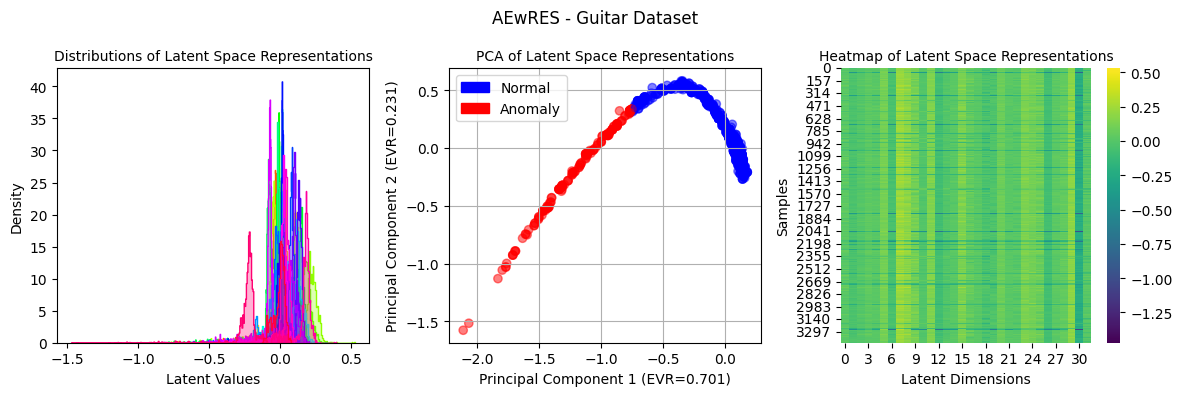 AEwRES - Guitar Dataset
Distributions of Latent Space Representations
40
35
30
25
20
15
10
5
0
Density
−1.5 −1.0 −0.5 0.0 0.5
Latent Values
PCA of Latent Space Representations
Normal
Anomaly
0.5
0.0
−0.5
−1.0
−1.5
Principal Component 2 (EVR=0.231)
−2.0 −1.5 −1.0 −0.5 0.0
Principal Component 1 (EVR=0.701)
Heatmap of Latent Space Representations
0
157
314
471
628
785
942
1099
1256
1413
1570
1727
1884
2041
2198
2355
2512
2669
2826
2983
3140
3297
Samples
0 3 6 9 12 15 18 21 24 27 30
Latent Dimensions
0.50
0.25
0.00
−0.25
−0.50
−0.75
−1.00
−1.25